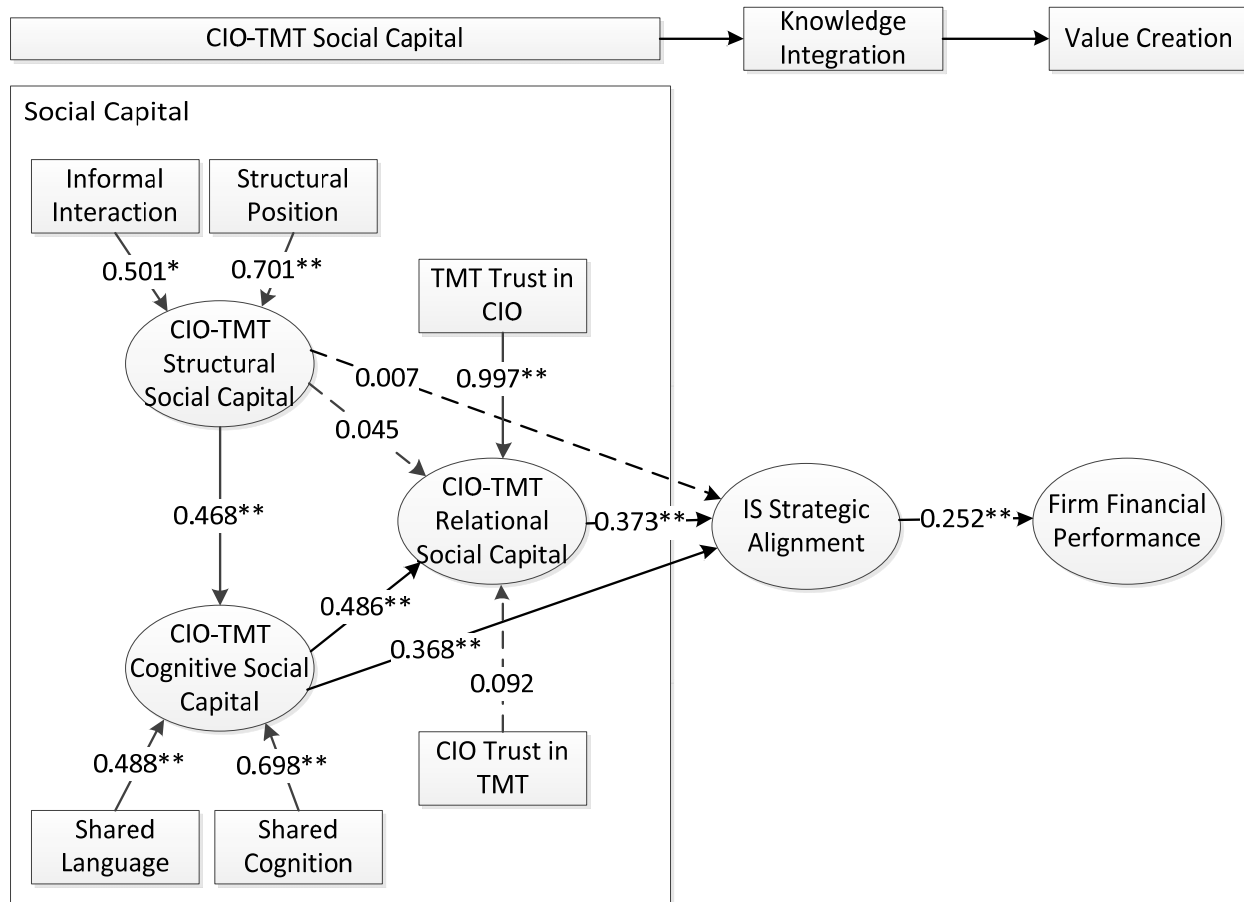 CIO-TMT Social Capital
Knowledge
Integration
Value Creation
Social Capital
Informal
Interaction
Structural
Position
0.501*
0.701**
TMT Trust in
CIO
CIO-TMT
Structural
Social Capital
0.007
0.997**
0.045
CIO-TMT
Relational
Social Capital
0.373**
IS Strategic
Alignment
0.252**
Firm Financial
Performance
0.468**
0.486**
0.368**
CIO-TMT
Cognitive Social
Capital
0.092
0.488**
0.698**
CIO Trust in
TMT
Shared
Language
Shared
Cognition